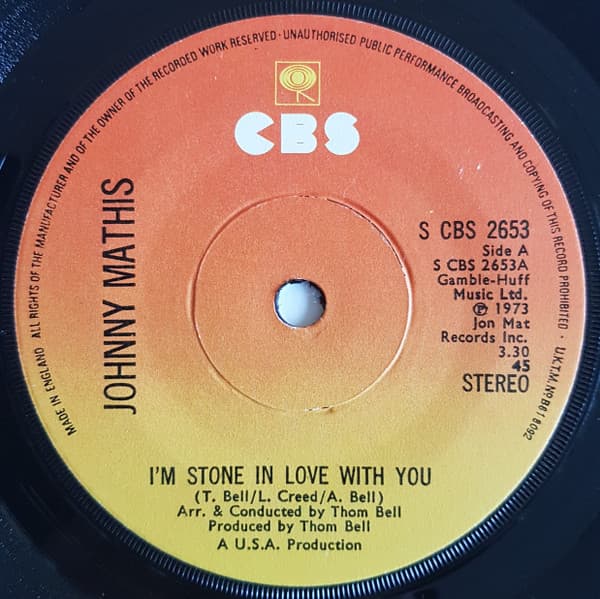 MADE IN ENGLAND ALL RIGHTS OF THE MANUFACTURER AND OF THE OWNER OF THE RECORDED WORK RESERVED · UNAUTHORISED PUBLIC PERFORMANCE BROADCASTING AND COPYING OF THIS RECORD PROHIBITED · U.K.T.M.Nº B818092
CBS
JOHNNY MATHIS
S CBS 2653
Side A
S CBS 2653A
Gamble-Huff
Music Ltd.
℗ 1973
Jon Mat
Records Inc.
3.30
45
STEREO
I'M STONE IN LOVE WITH YOU
(T. Bell/L. Creed/A. Bell)
Arr. & Conducted by Thom Bell
Produced by Thom Bell
A U.S.A. Production